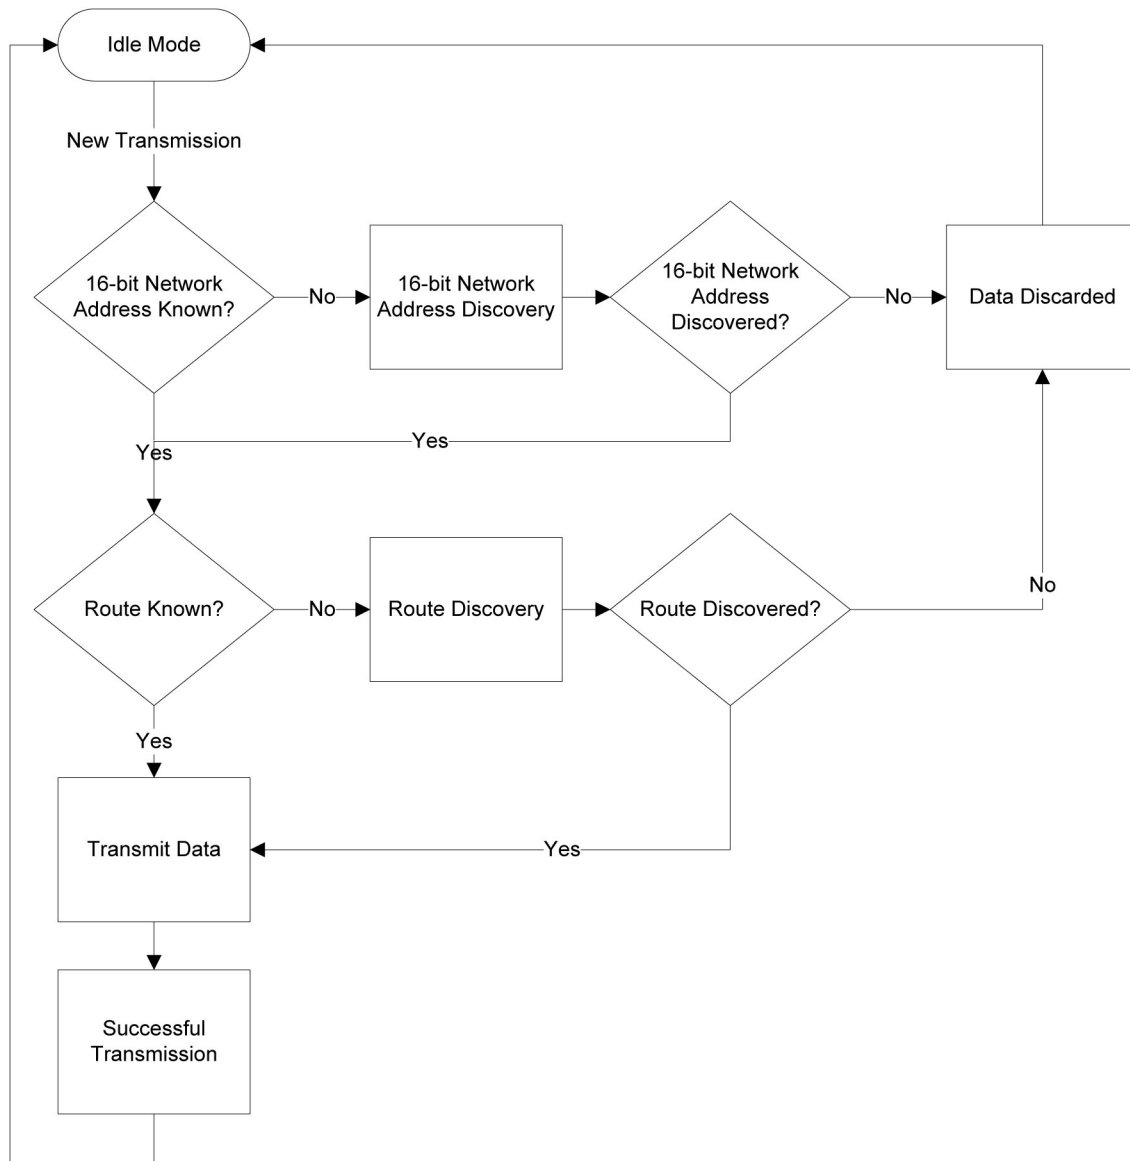 Idle Mode
New Transmission
16-bit Network
Address Known?
No
16-bit Network
Address Discovery
16-bit Network
Address
Discovered?
No
Data Discarded
Yes
Yes
Route Known?
No
Route Discovery
Route Discovered?
No
Yes
Transmit Data
Yes
Successful
Transmission